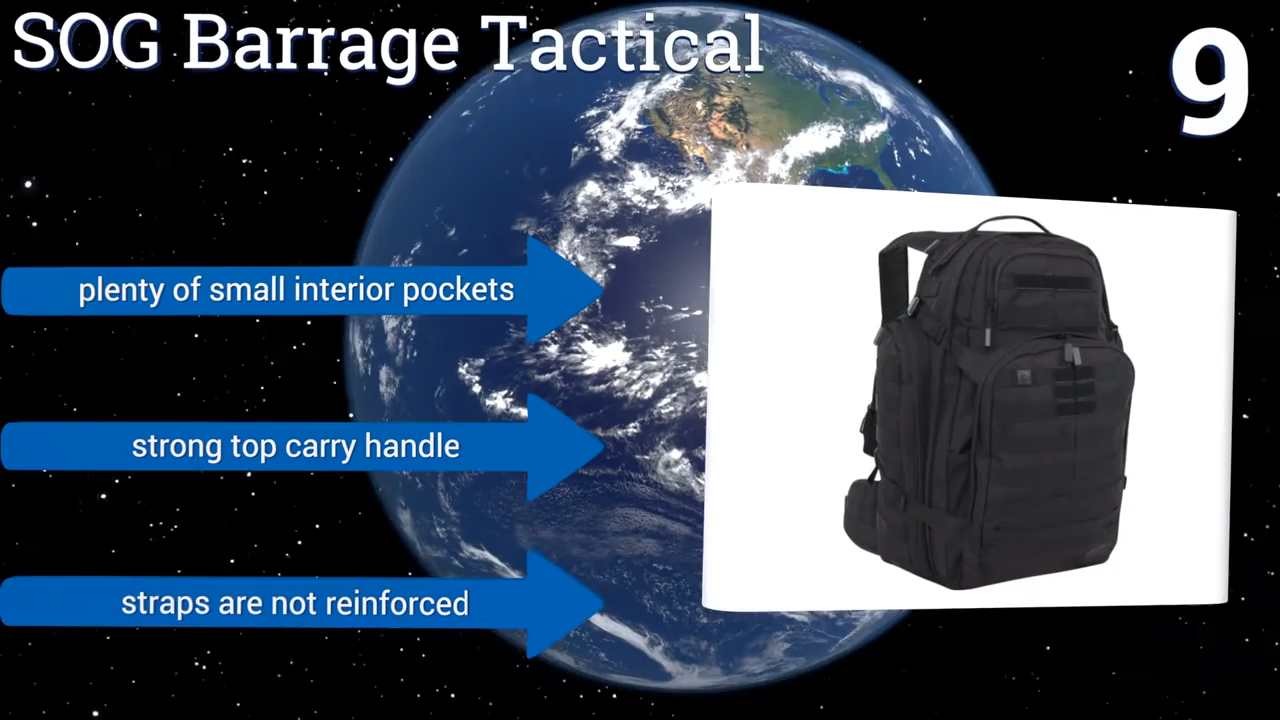 SOG Barrage Tactical
9
plenty of small interior pockets
strong top carry handle
straps are not reinforced